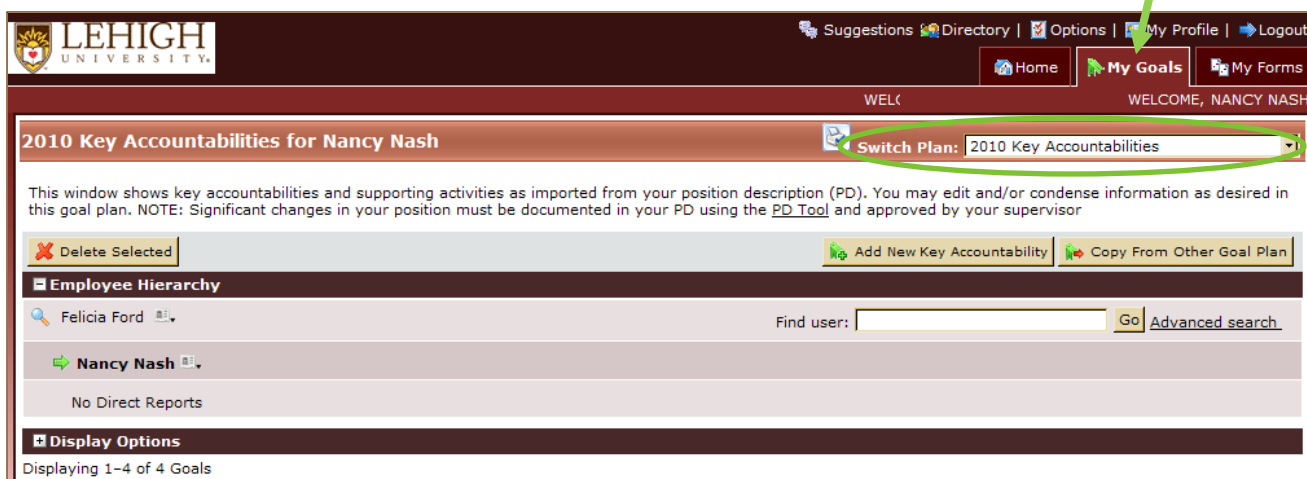 LEHIGH
UNIVERSITY.
Suggestions Directory | Options | My Profile | Logout
Home My Goals My Forms
WELC WELCOME, NANCY NASH
2010 Key Accountabilities for Nancy Nash Switch Plan: 2010 Key Accountabilities
This window shows key accountabilities and supporting activities as imported from your position description (PD). You may edit and/or condense information as desired in
this goal plan. NOTE: Significant changes in your position must be documented in your PD using the PD Tool and approved by your supervisor
Delete Selected Add New Key Accountability Copy From Other Goal Plan
Employee Hierarchy
Felicia Ford Find user: Go Advanced search
Nancy Nash
No Direct Reports
Display Options
Displaying 1–4 of 4 Goals